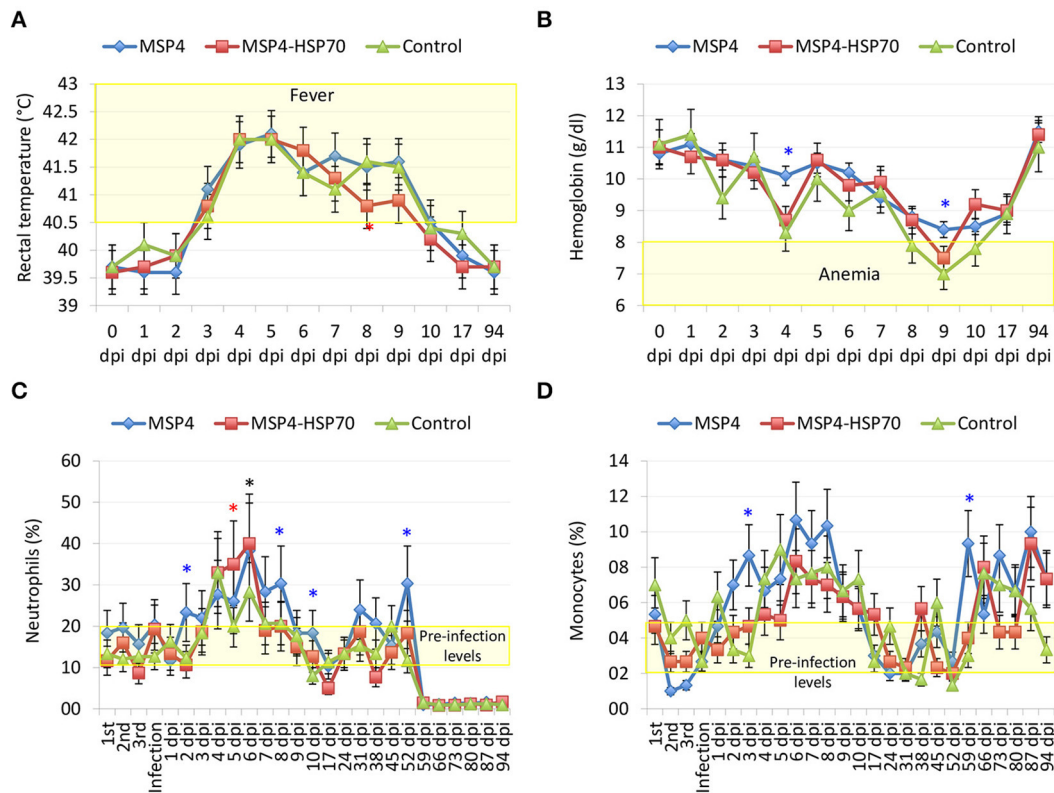 A
MSP4 MSP4-HSP70 Control
Rectal temperature (°C)
43
42.5
42
41.5
41
40.5
40
39.5
39
Fever
*
0 1 2 3 4 5 6 7 8 9 10 17 94
dpi dpi dpi dpi dpi dpi dpi dpi dpi dpi dpi dpi dpi
B
MSP4 MSP4-HSP70 Control
Hemoglobin (g/dl)
13
12
11
10
9
8
7
6
* *
Anemia
0 1 2 3 4 5 6 7 8 9 10 17 94
dpi dpi dpi dpi dpi dpi dpi dpi dpi dpi dpi dpi dpi
C
MSP4 MSP4-HSP70 Control
Neutrophils (%)
60
50
40
30
20
10
00
* * * * * *
Pre-infection
levels
1st 2nd 3rd Infection 1 dpi 2 dpi 3 dpi 4 dpi 5 dpi 6 dpi 7 dpi 8 dpi 9 dpi 10 dpi 17 dpi 24 dpi 31 dpi 38 dpi 45 dpi 52 dpi 59 dpi 66 dpi 73 dpi 80 dpi 87 dpi 94 dpi
D
MSP4 MSP4-HSP70 Control
Monocytes (%)
14
12
10
08
06
04
02
00
* *
Pre-infection
levels
1st 2nd 3rd Infection 1 dpi 2 dpi 3 dpi 4 dpi 5 dpi 6 dpi 7 dpi 8 dpi 9 dpi 10 dpi 17 dpi 24 dpi 31 dpi 38 dpi 45 dpi 52 dpi 59 dpi 66 dpi 73 dpi 80 dpi 87 dpi 94 dpi